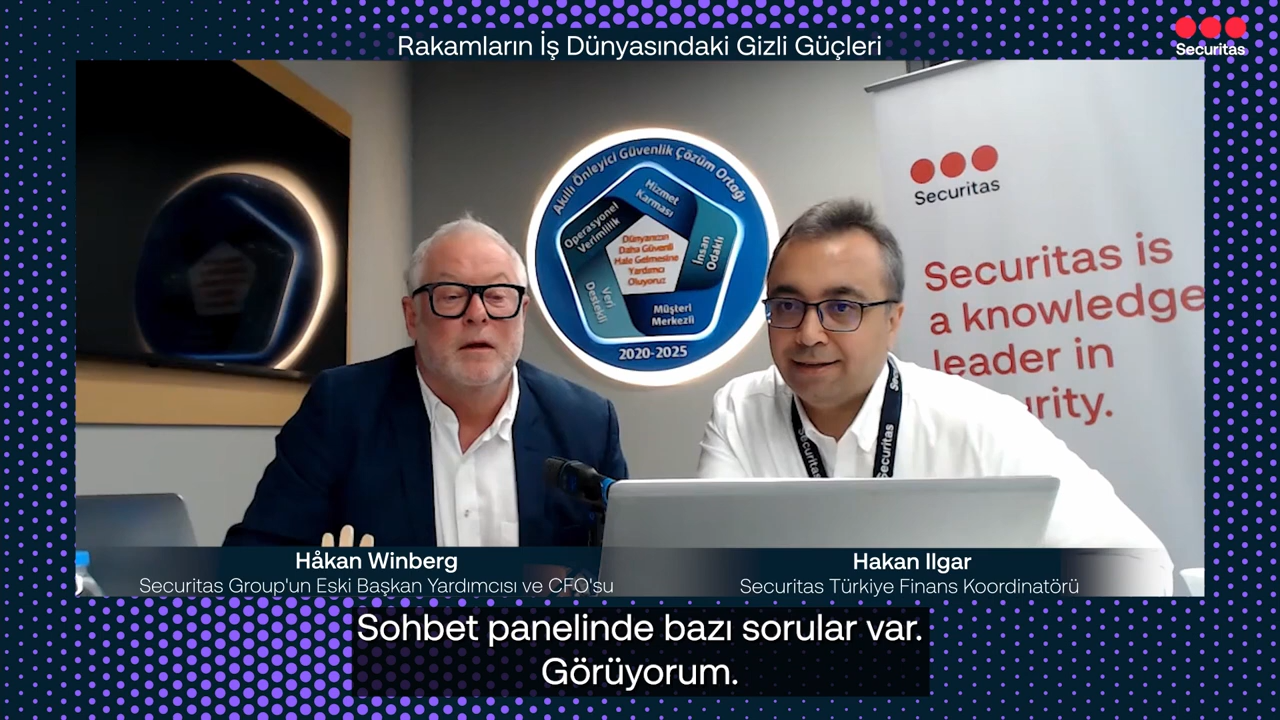 Rakamların İş Dünyasındaki Gizli Güçleri
Securitas
Akıllı Önleyici Güvenlik Çözüm Ortağı
Hizmet
Karması
Operasyonel
Verimlilik
İnsan
Odaklı
Veri
Destekli
Müşteri
Merkezli
Dünyanızın
Daha Güvenli
Hale Gelmesine
Yardımcı
Oluyoruz
2020-2025
Securitas
Securitas is
a knowledge
leader in
urity.
Securitas
Securitas
Håkan Winberg
Securitas Group'un Eski Başkan Yardımcısı ve CFO'su
Hakan Ilgar
Securitas Türkiye Finans Koordinatörü
Sohbet panelinde bazı sorular var.
Görüyorum.